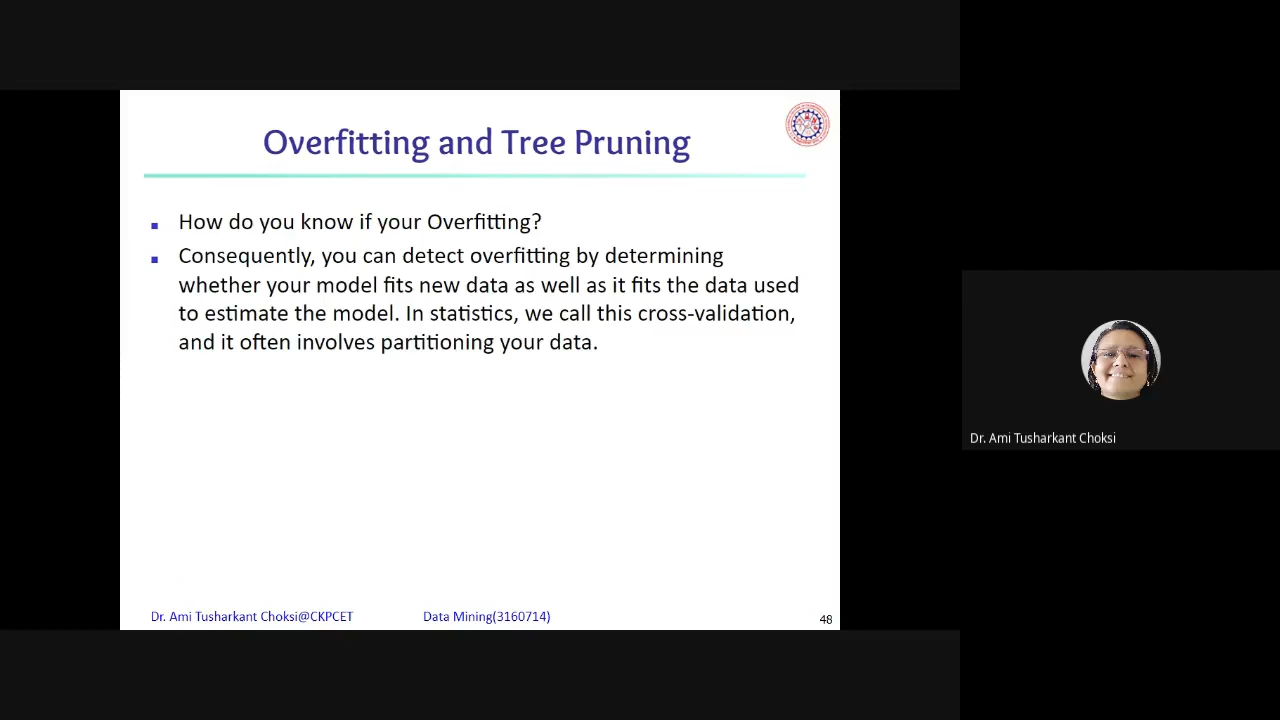 Overfitting and Tree Pruning
How do you know if your Overfitting?
Consequently, you can detect overfitting by determining
whether your model fits new data as well as it fits the data used
to estimate the model. In statistics, we call this cross-validation,
and it often involves partitioning your data.
Dr. Ami Tusharkant Choksi
Dr. Ami Tusharkant Choksi@CKPCET
Data Mining(3160714)
48